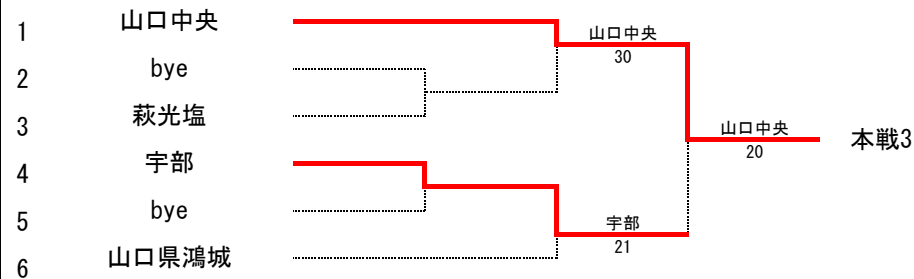 1 山口中央
2 bye
3 萩光塩
4 宇部
5 bye
6 山口県鴻城
山口中央
30
宇部
21
山口中央
20
本戦3